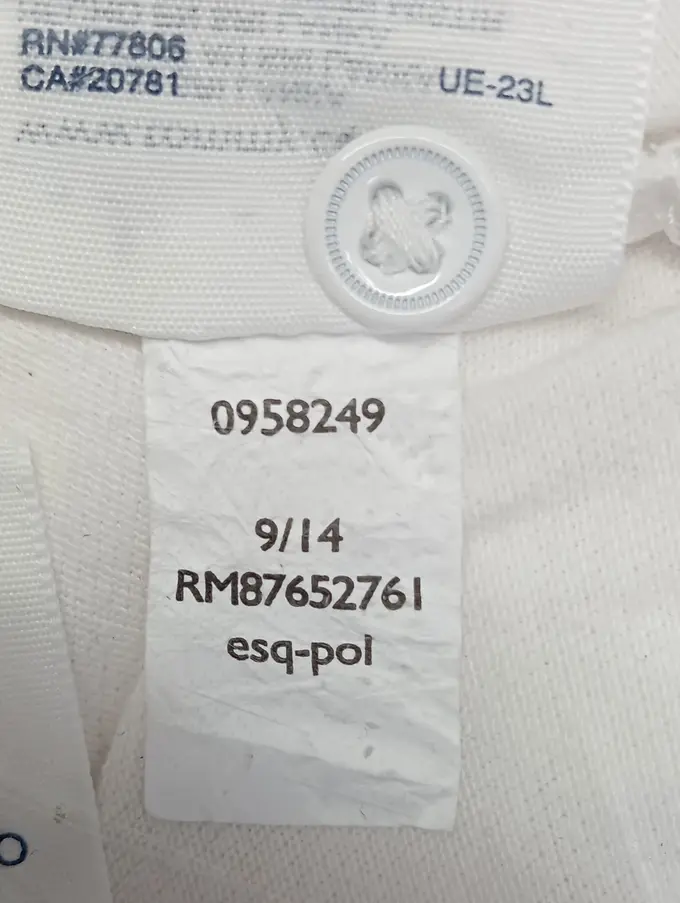 RN#77806
CA#20781
UE-23L
0958249
9/14
RM87652761
esq-pol